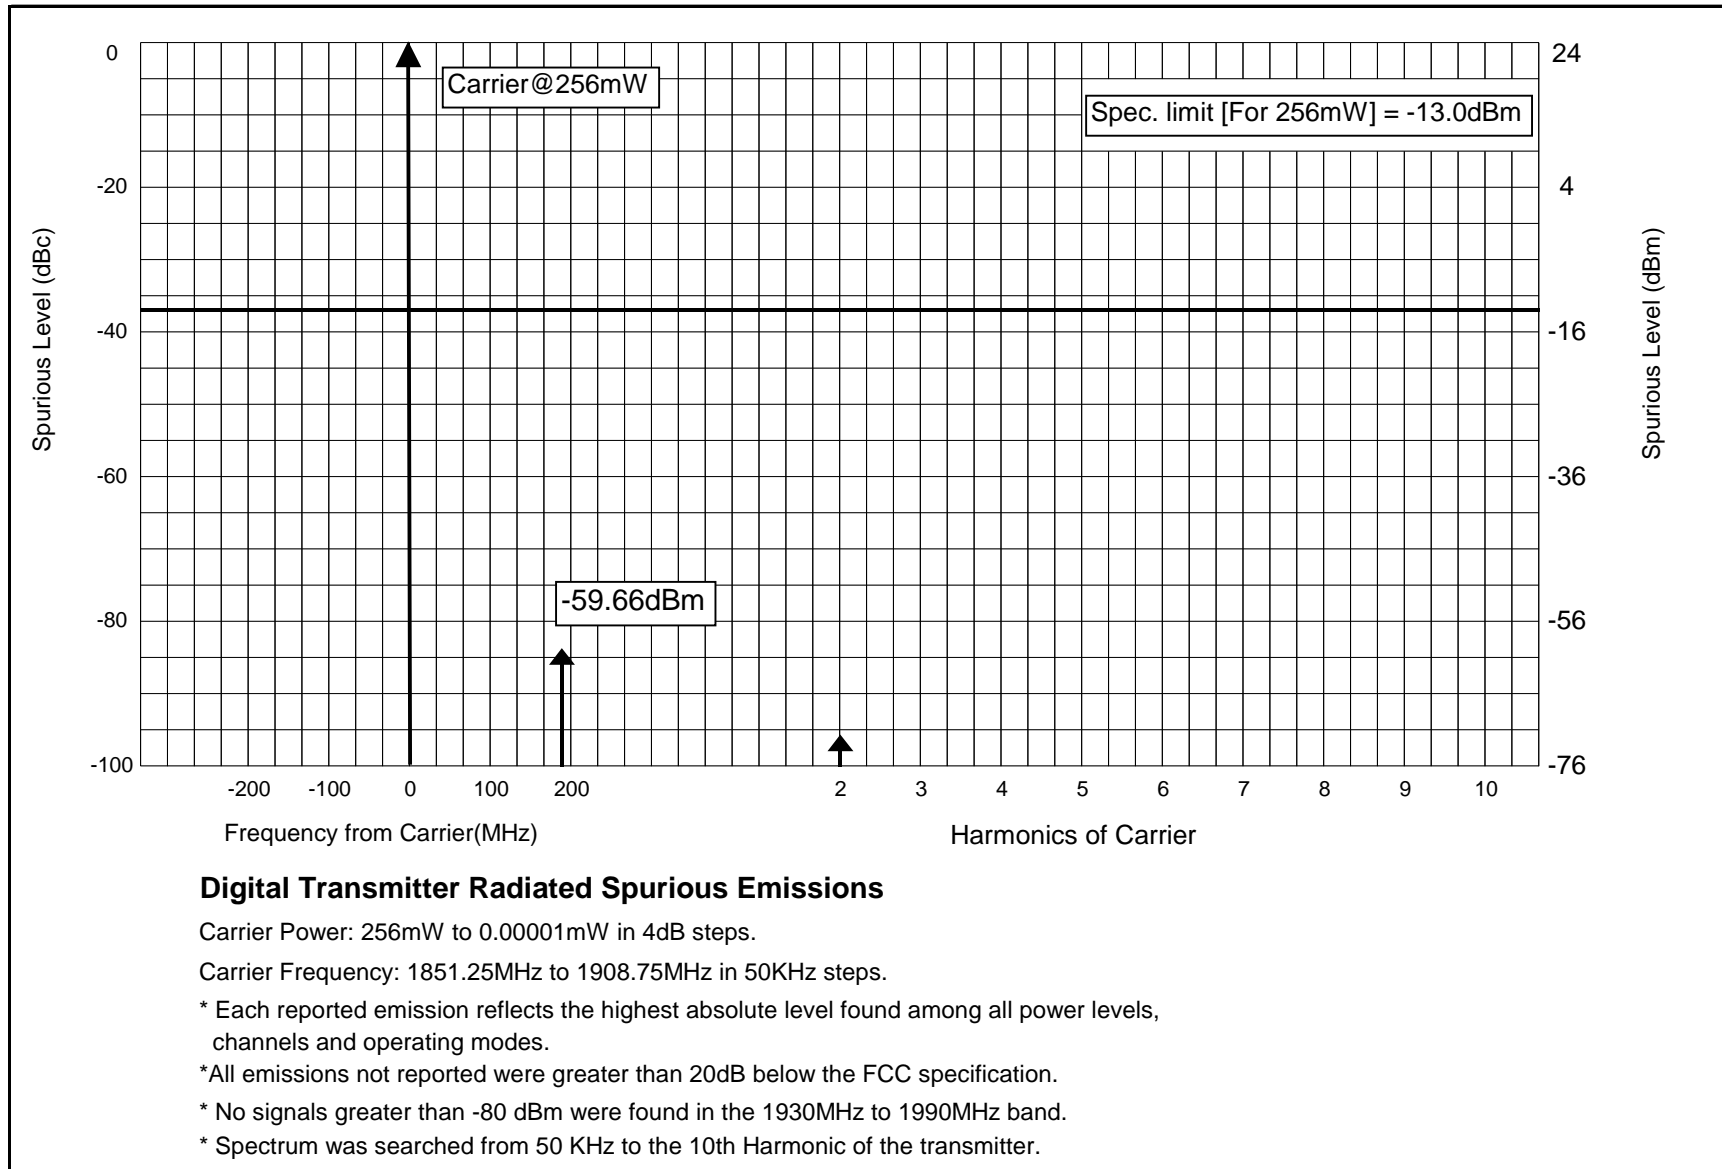 0
24
Carrier@256mW
Spec. limit [For 256mW] = -13.0dBm
-20
4
Spurious Level (dBc)
Spurious Level (dBm)
-40
-16
-60
-36
-59.66dBm
-80
-56
-100
-76
-200 -100 0 100 200 2 3 4 5 6 7 8 9 10
Frequency from Carrier(MHz)
Harmonics of Carrier
Digital Transmitter Radiated Spurious Emissions
Carrier Power: 256mW to 0.00001mW in 4dB steps.
Carrier Frequency: 1851.25MHz to 1908.75MHz in 50KHz steps.
* Each reported emission reflects the highest absolute level found among all power levels,
channels and operating modes.
*All emissions not reported were greater than 20dB below the FCC specification.
* No signals greater than -80 dBm were found in the 1930MHz to 1990MHz band.
* Spectrum was searched from 50 KHz to the 10th Harmonic of the transmitter.